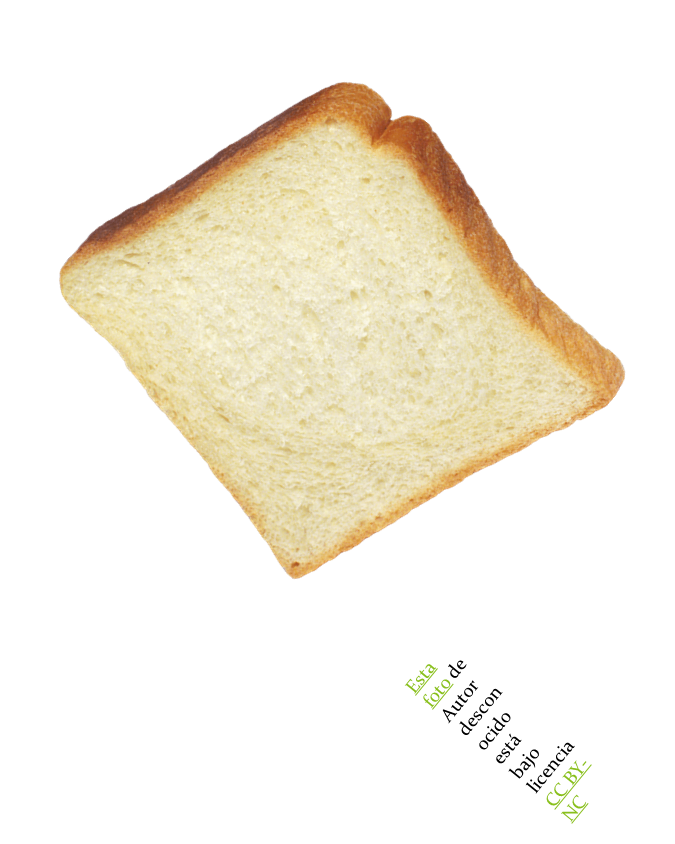 Esta
foto de
Autor
descon
ocido
está
bajo
licencia
CC BY-
NC